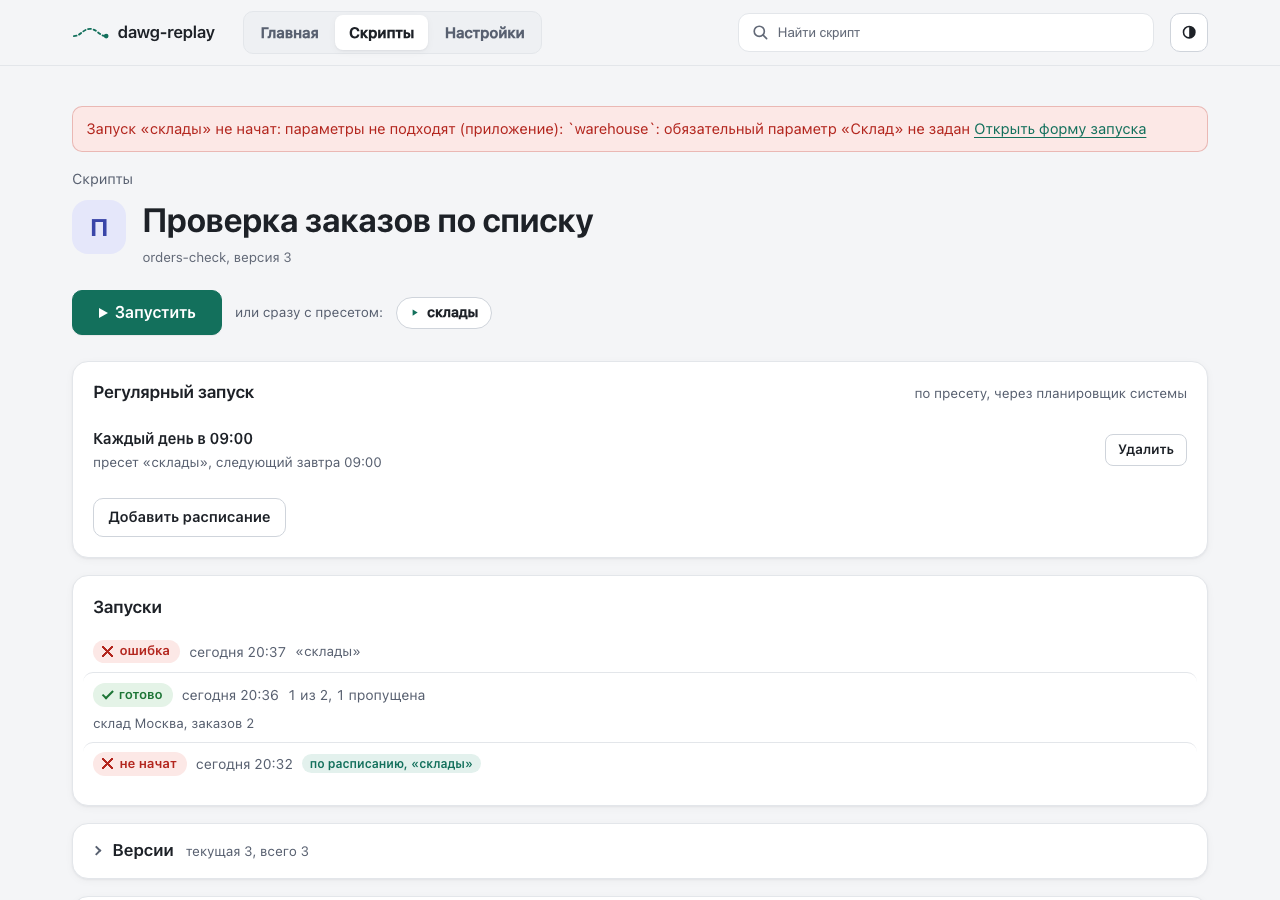 dawg-replay
Главная
Скрипты
Настройки
Найти скрипт
Запуск «склады» не начат: параметры не подходят (приложение): `warehouse`: обязательный параметр «Склад» не задан Открыть форму запуска
Скрипты
П
Проверка заказов по списку
orders-check, версия 3
Запустить
или сразу с пресетом:
склады
Регулярный запуск
по пресету, через планировщик системы
Каждый день в 09:00
пресет «склады», следующий завтра 09:00
Удалить
Добавить расписание
Запуски
ошибка сегодня 20:37 «склады»
готово сегодня 20:36 1 из 2, 1 пропущена
склад Москва, заказов 2
не начат сегодня 20:32 по расписанию, «склады»
Версии текущая 3, всего 3